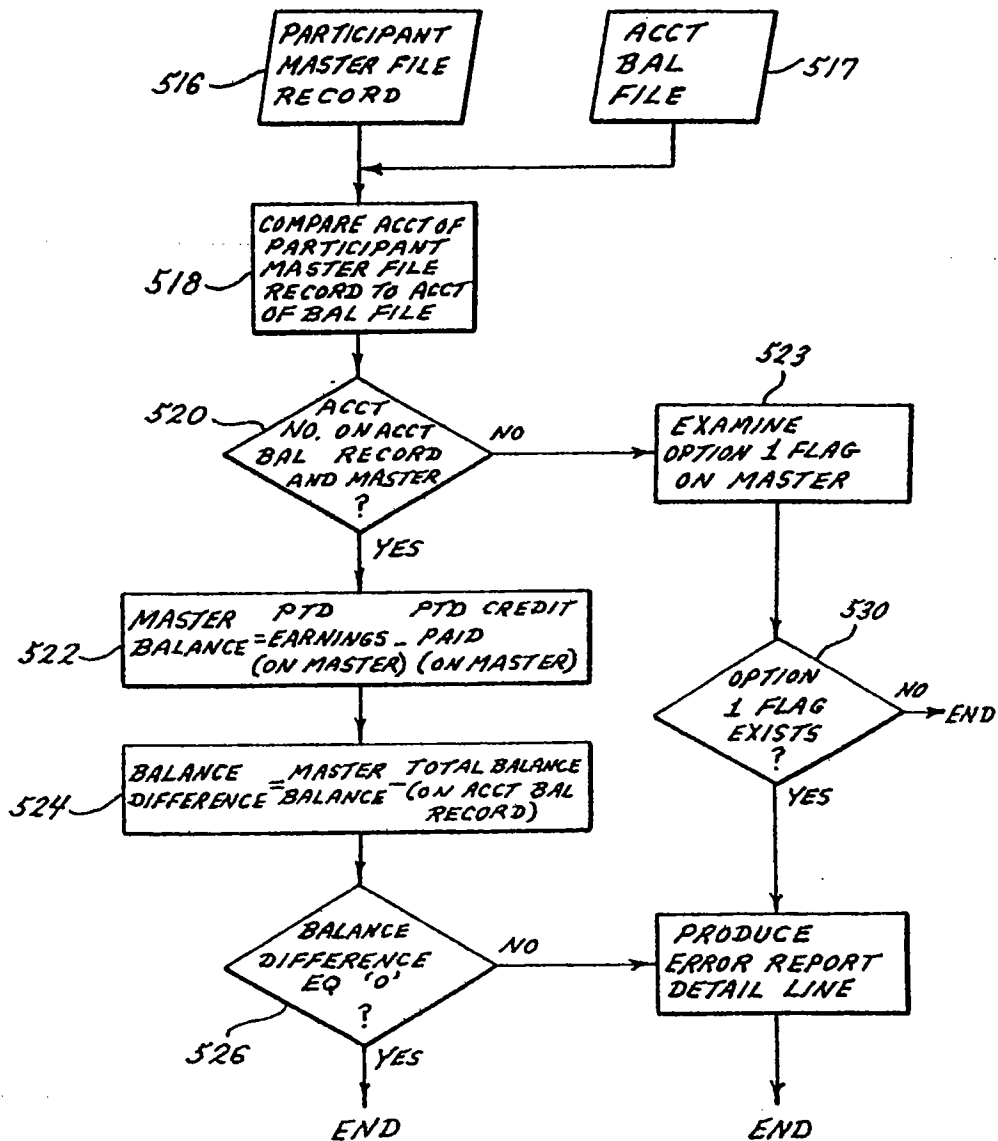 PARTICIPANT
MASTER FILE
RECORD
516
ACCT
BAL
FILE
517
COMPARE ACCT OF
PARTICIPANT
MASTER FILE
RECORD TO ACCT
OF BAL FILE
518
ACCT
NO. ON ACCT
BAL RECORD
AND MASTER
?
520
NO
YES
523
EXAMINE
OPTION 1 FLAG
ON MASTER
MASTER PTD PTD CREDIT
BALANCE = EARNINGS - PAID
(ON MASTER) (ON MASTER)
522
530
OPTION
1 FLAG
EXISTS
?
NO
END
YES
BALANCE = MASTER - TOTAL BALANCE
DIFFERENCE BALANCE (ON ACCT BAL
RECORD)
524
BALANCE
DIFFERENCE
EQ 'O'
?
526
NO
YES
END
PRODUCE
ERROR REPORT
DETAIL LINE
END